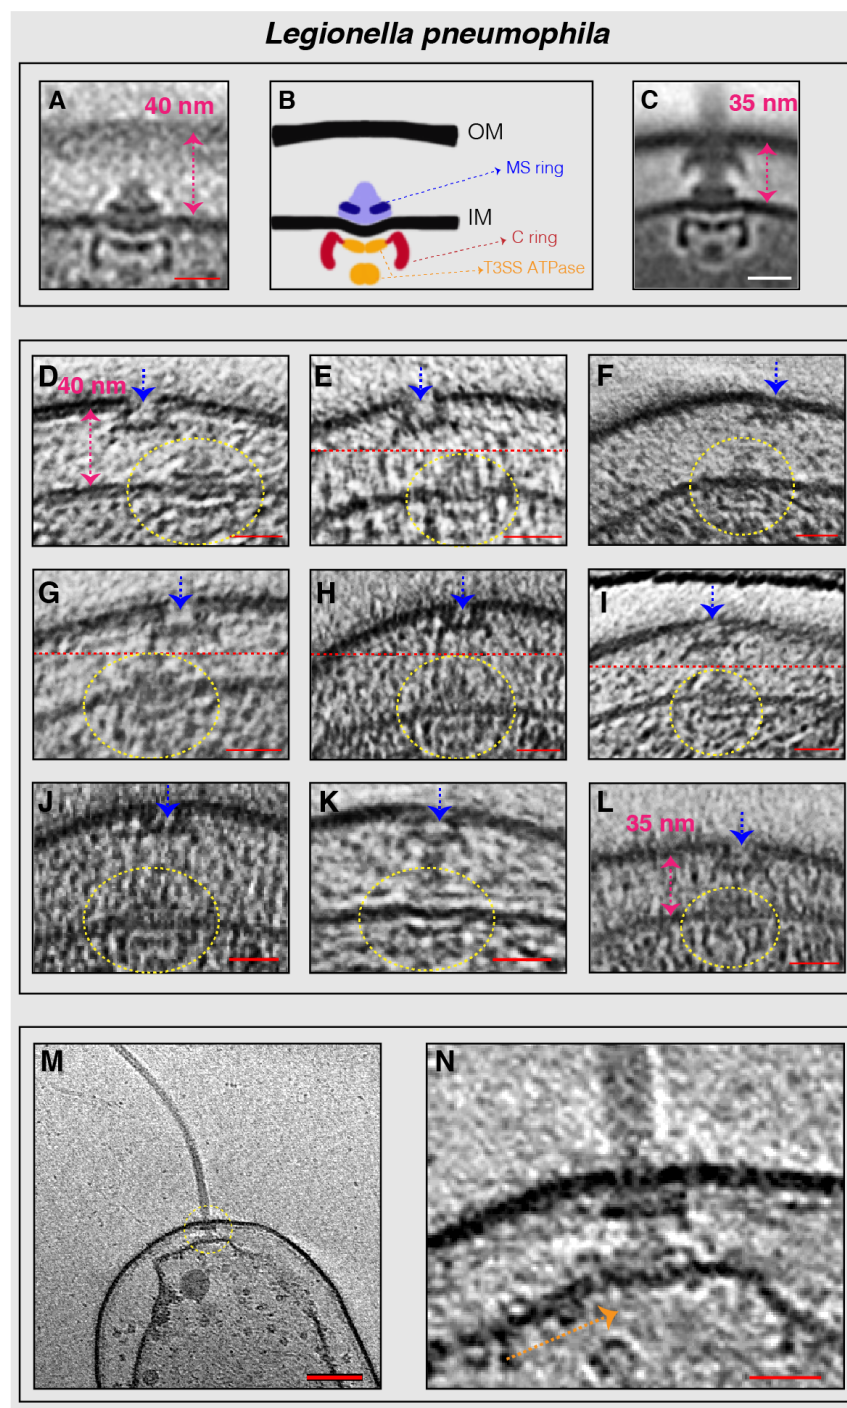 Legionella pneumophila
A
40 nm
B
OM
MS ring
IM
C ring
T3SS ATPase
C
35 nm
D
40 nm
E
F
G
H
I
J
K
L
35 nm
M
N